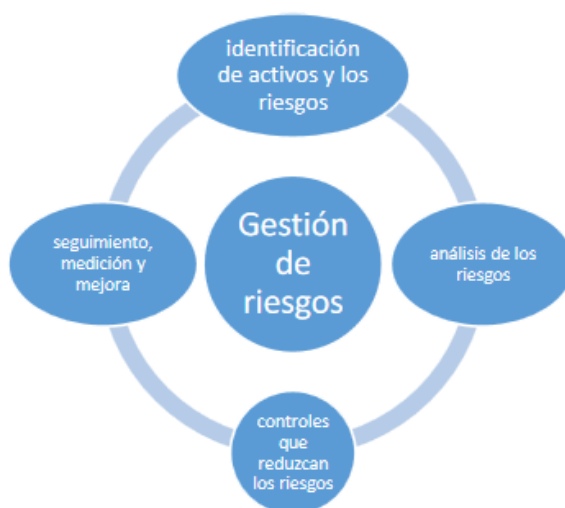 identificación
de activos y los
riesgos
Gestión
de
riesgos
seguimiento,
medición y
mejora
análisis de los
riesgos
controles
que
reduzcan
los riesgos